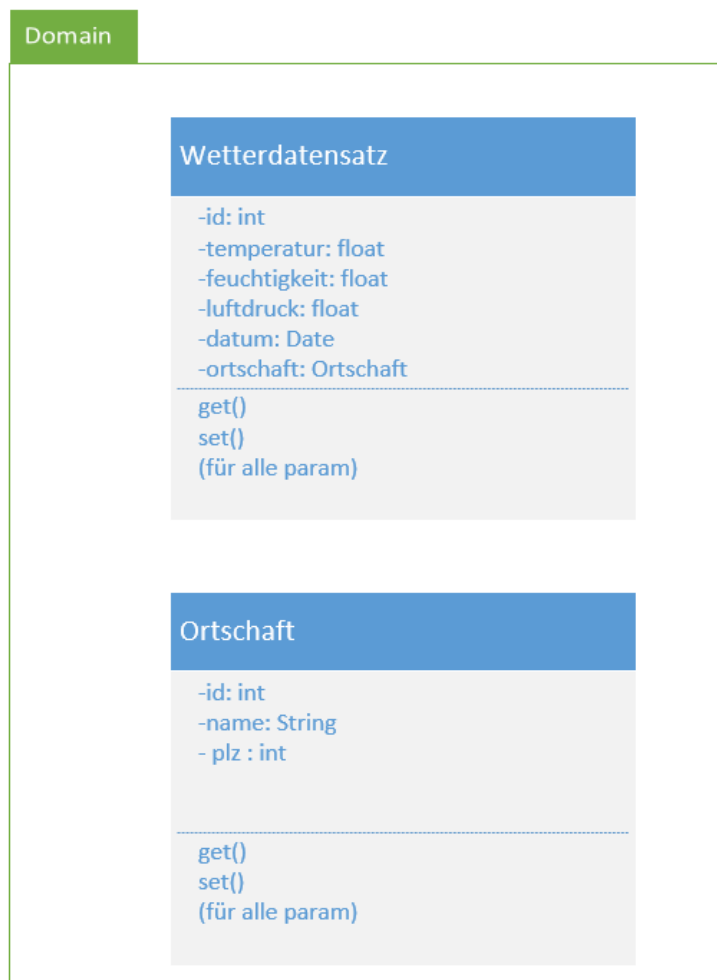 Domain
Wetterdatensatz
-id: int
-temperatur: float
-feuchtigkeit: float
-luftdruck: float
-datum: Date
-ortschaft: Ortschaft
get()
set()
(für alle param)
Ortschaft
-id: int
-name: String
- plz : int
get()
set()
(für alle param)